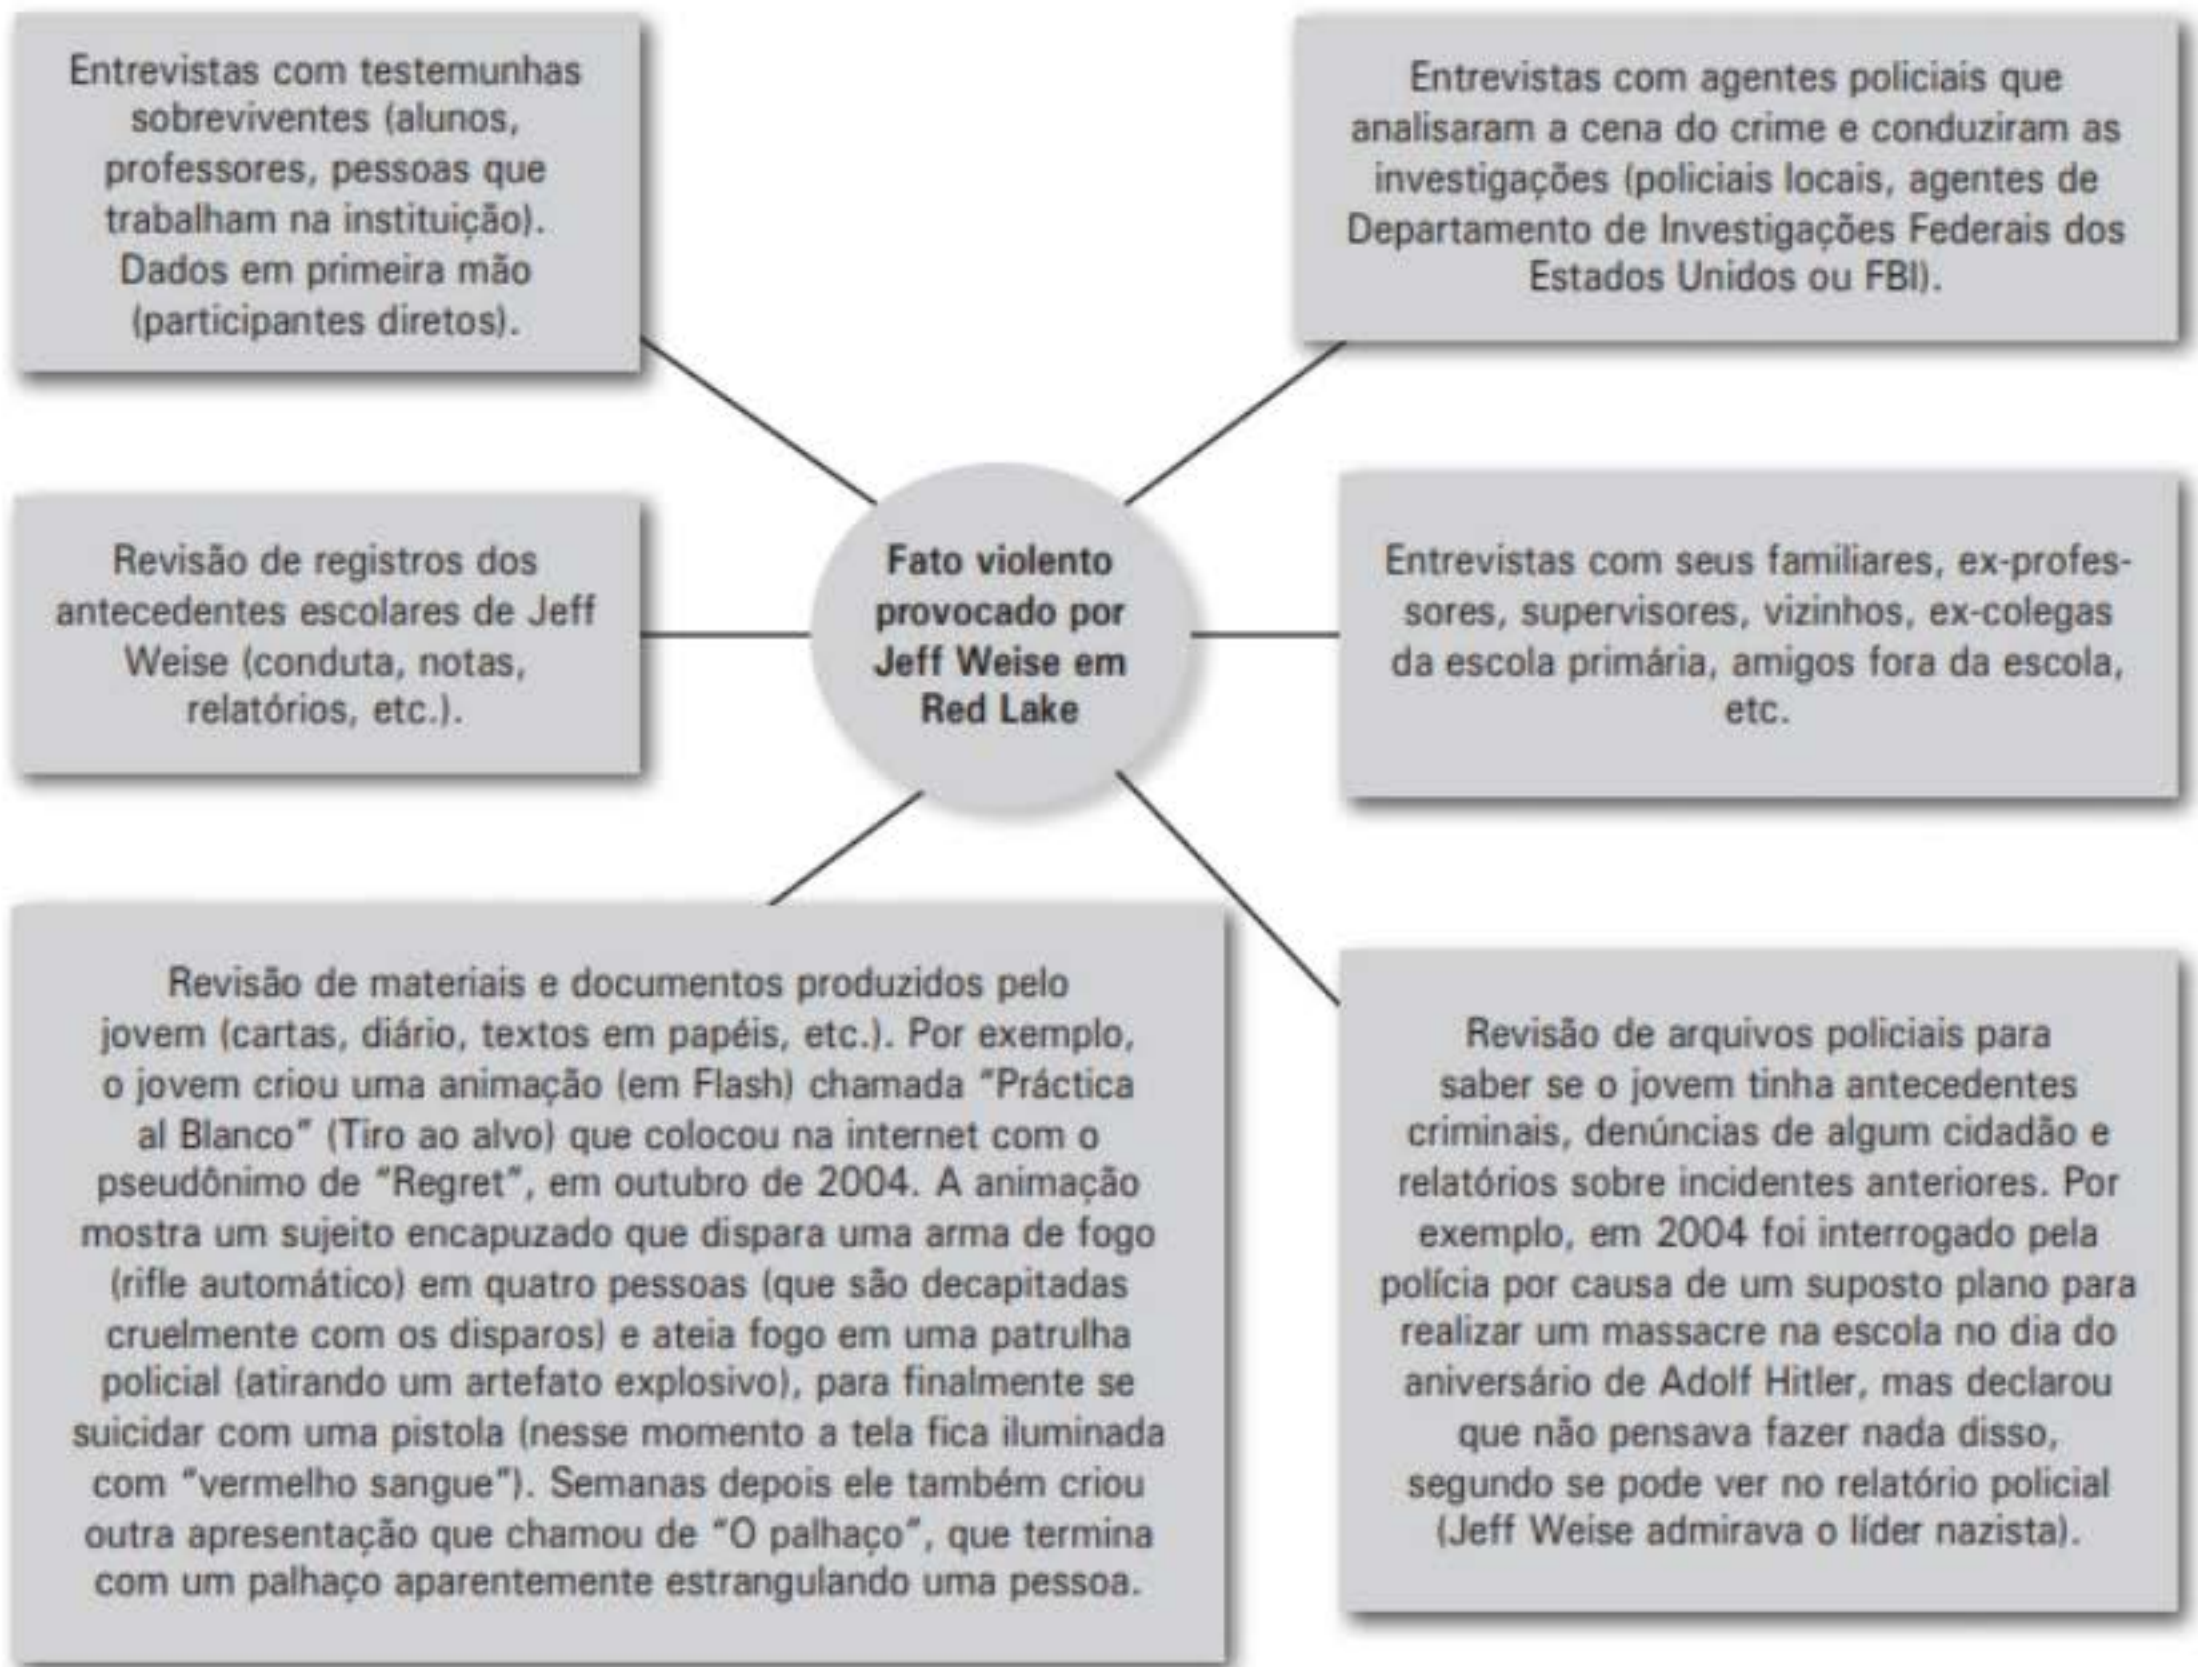 Entrevistas com testemunhas
sobreviventes (alunos,
professores, pessoas que
trabalham na instituição).
Dados em primeira mão
(participantes diretos).
Entrevistas com agentes policiais que
analisaram a cena do crime e conduziram as
investigações (policiais locais, agentes de
Departamento de Investigações Federais dos
Estados Unidos ou FBI).
Revisão de registros dos
antecedentes escolares de Jeff
Weise (conduta, notas,
relatórios, etc.).
Fato violento
provocado por
Jeff Weise em
Red Lake
Entrevistas com seus familiares, ex-profes-
sores, supervisores, vizinhos, ex-colegas
da escola primária, amigos fora da escola,
etc.
Revisão de materiais e documentos produzidos pelo
jovem (cartas, diário, textos em papéis, etc.). Por exemplo,
o jovem criou uma animação (em Flash) chamada "Práctica
al Blanco" (Tiro ao alvo) que colocou na internet com o
pseudônimo de "Regret", em outubro de 2004. A animação
mostra um sujeito encapuzado que dispara uma arma de fogo
(rifle automático) em quatro pessoas (que são decapitadas
cruelmente com os disparos) e ateia fogo em uma patrulha
policial (atirando um artefato explosivo), para finalmente se
suicidar com uma pistola (nesse momento a tela fica iluminada
com "vermelho sangue"). Semanas depois ele também criou
outra apresentação que chamou de "O palhaço", que termina
com um palhaço aparentemente estrangulando uma pessoa.
Revisão de arquivos policiais para
saber se o jovem tinha antecedentes
criminais, denúncias de algum cidadão e
relatórios sobre incidentes anteriores. Por
exemplo, em 2004 foi interrogado pela
polícia por causa de um suposto plano para
realizar um massacre na escola no dia do
aniversário de Adolf Hitler, mas declarou
que não pensava fazer nada disso,
segundo se pode ver no relatório policial
(Jeff Weise admirava o líder nazista).